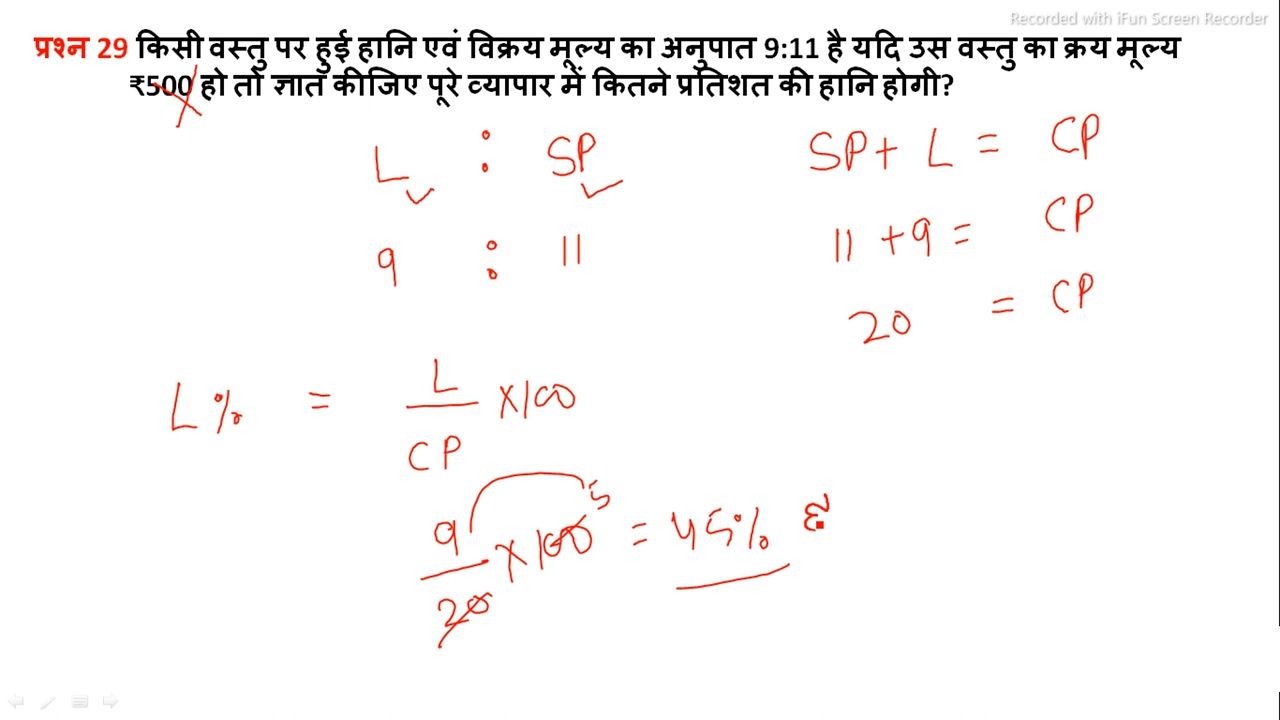 Recorded with iFun Screen Recorder
प्रश्न 29 किसी वस्तु पर हुई हानि एवं विक्रय मूल्य का अनुपात 9:11 है यदि उस वस्तु का क्रय मूल्य
₹500 हो तो ज्ञात कीजिए पूरे व्यापार में कितने प्रतिशत की हानि होगी?
L : SP
SP + L = CP
9 : 11
11 + 9 = CP
20 = CP
L% = L/CP × 100
9/20 × 100 5 = 45%